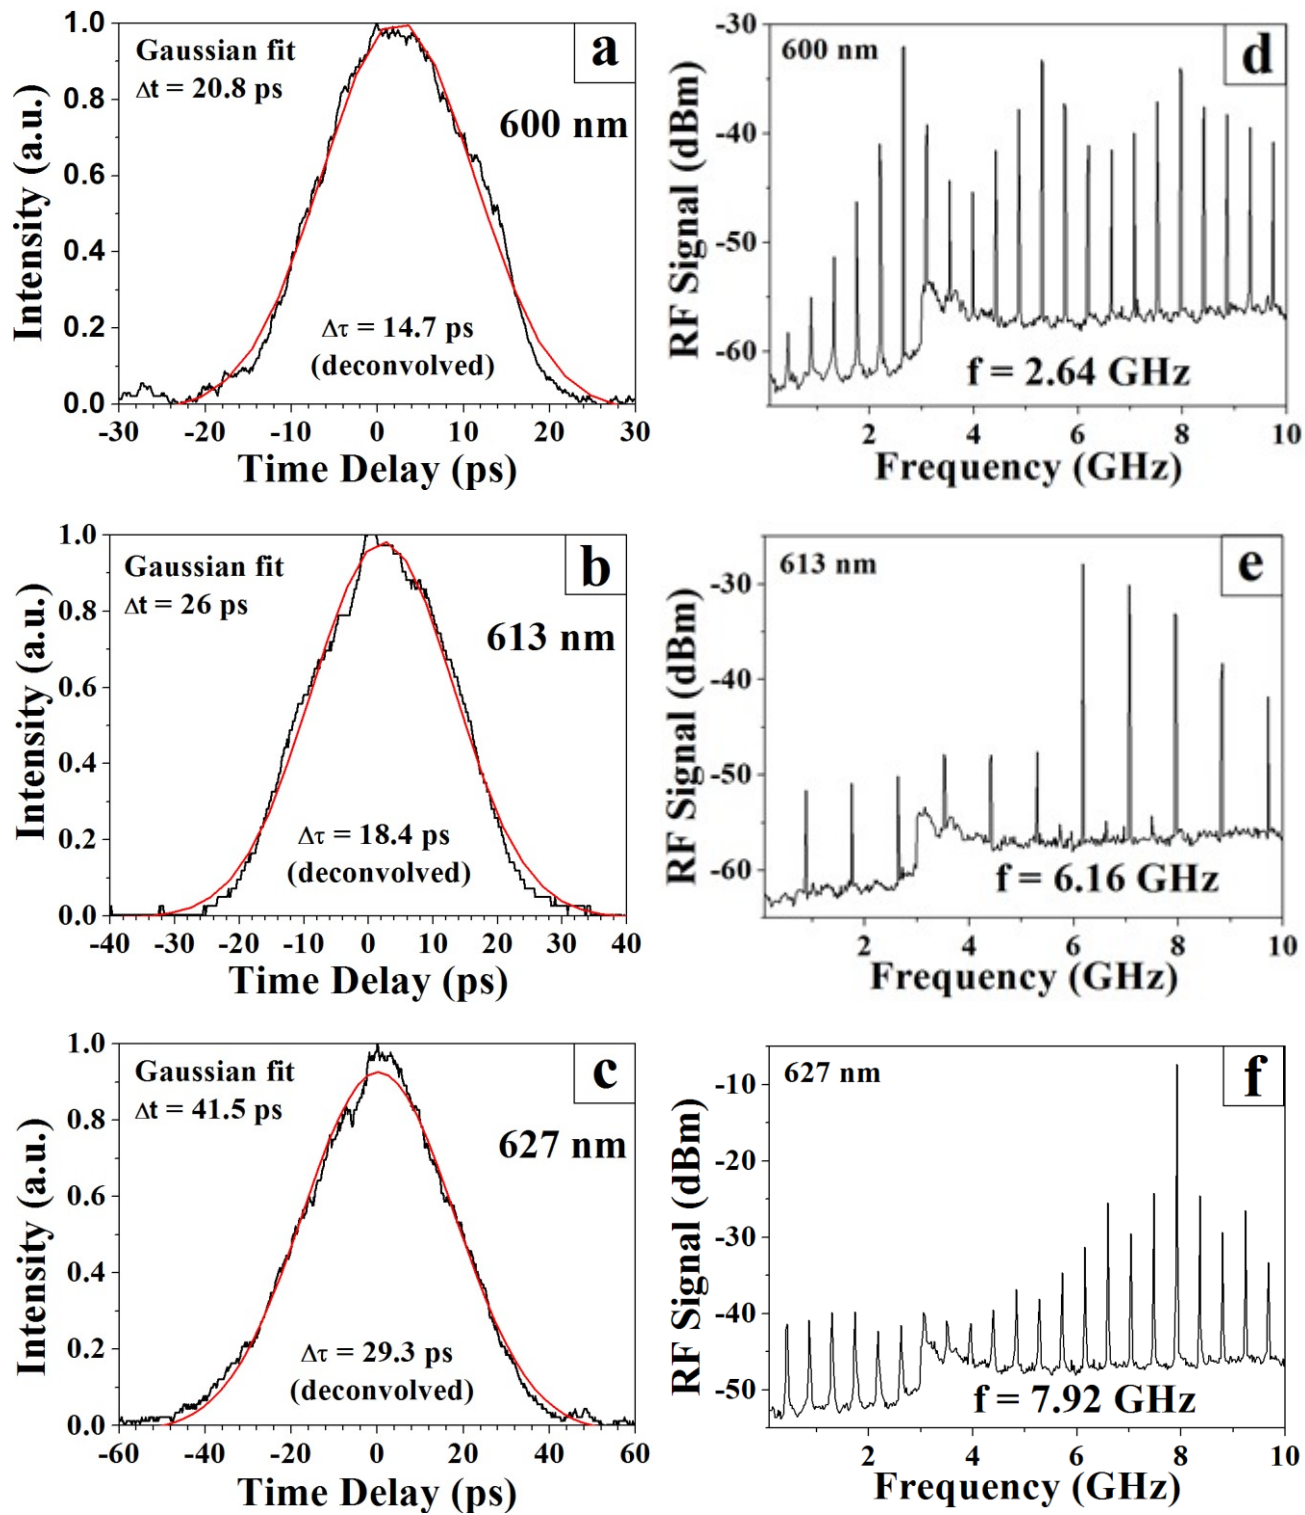 Gaussian fit
Δt = 20.8 ps
a
600 nm
Δτ = 14.7 ps
(deconvolved)
1.0
0.8
0.6
0.4
0.2
0.0
Intensity (a.u.)
-30 -20 -10 0 10 20 30
Time Delay (ps)
600 nm
d
-30
-40
-50
-60
RF Signal (dBm)
f = 2.64 GHz
2 4 6 8 10
Frequency (GHz)
Gaussian fit
Δt = 26 ps
b
613 nm
Δτ = 18.4 ps
(deconvolved)
1.0
0.8
0.6
0.4
0.2
0.0
Intensity (a.u.)
-40 -30 -20 -10 0 10 20 30 40
Time Delay (ps)
613 nm
e
-30
-40
-50
-60
RF Signal (dBm)
f = 6.16 GHz
2 4 6 8 10
Frequency (GHz)
Gaussian fit
Δt = 41.5 ps
c
627 nm
Δτ = 29.3 ps
(deconvolved)
1.0
0.8
0.6
0.4
0.2
0.0
Intensity (a.u.)
-60 -40 -20 0 20 40 60
Time Delay (ps)
627 nm
f
-10
-20
-30
-40
-50
RF Signal (dBm)
f = 7.92 GHz
2 4 6 8 10
Frequency (GHz)